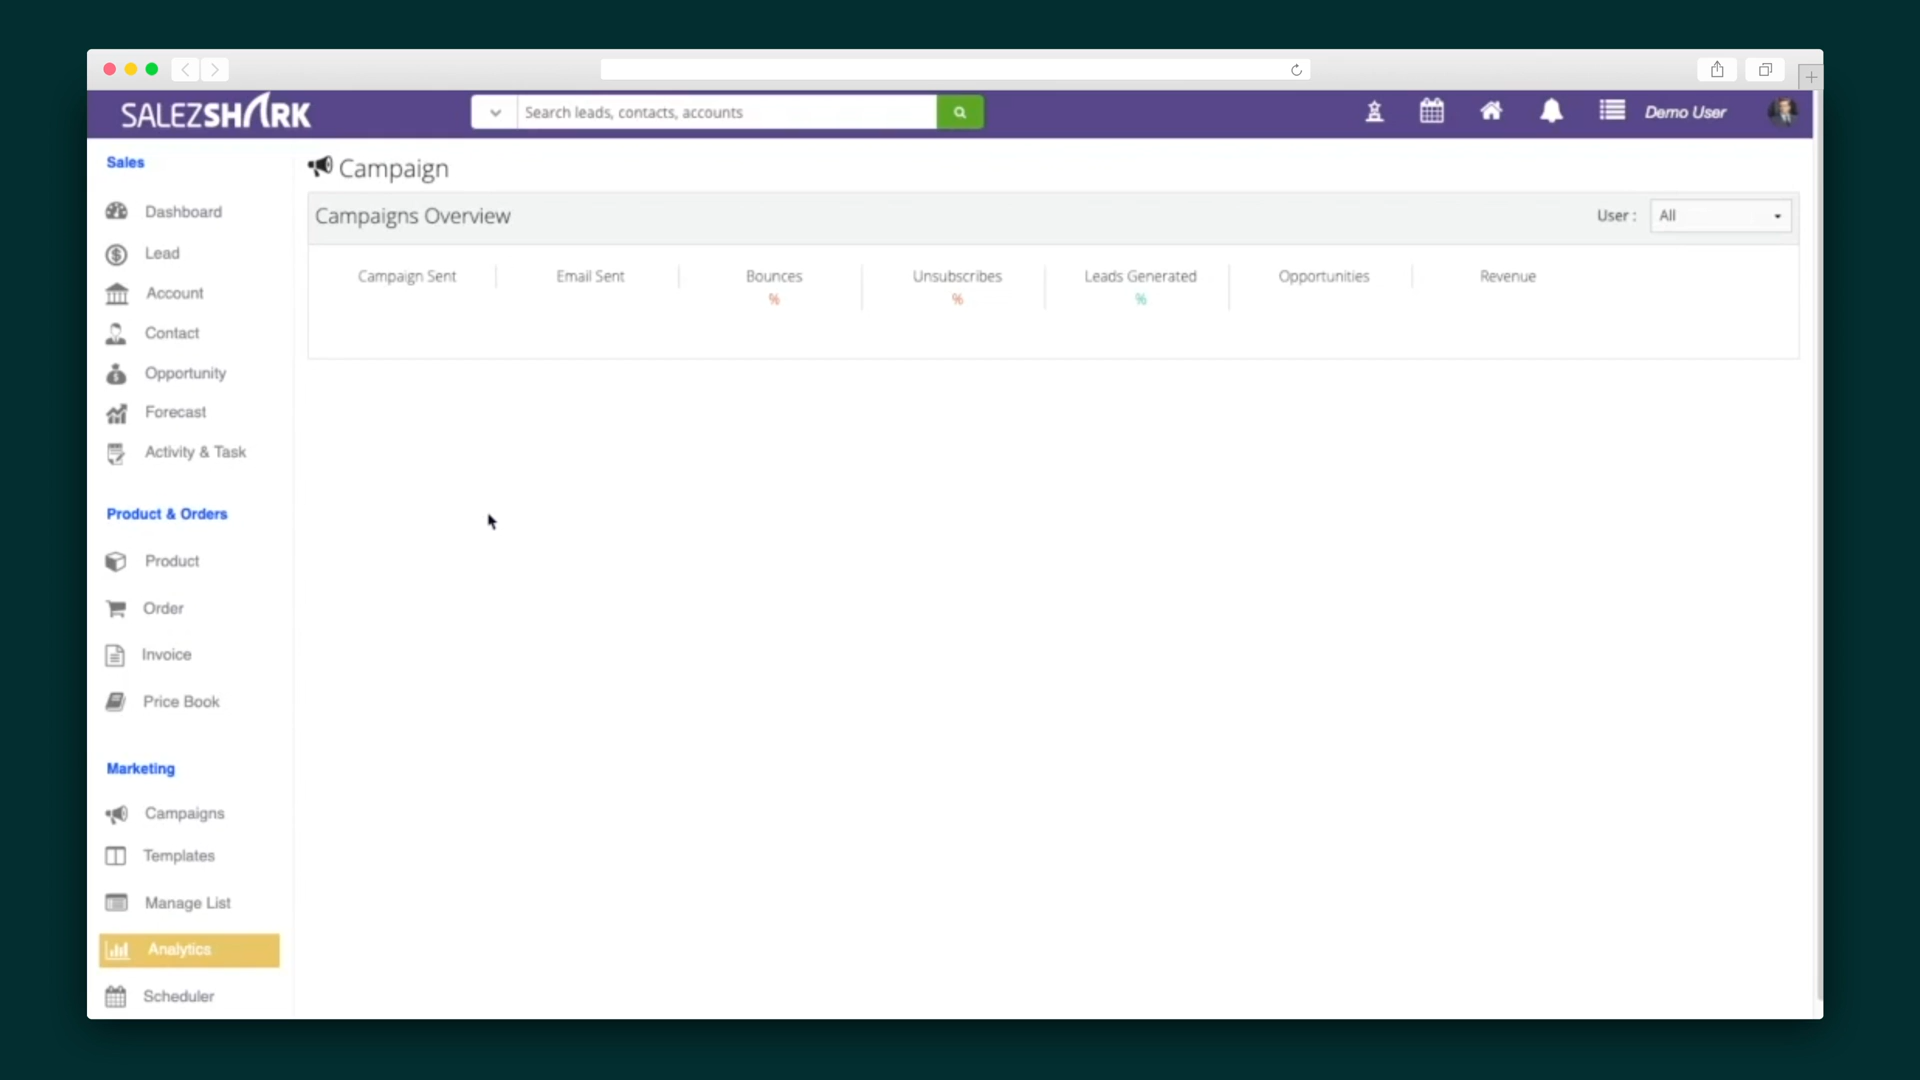 SALEZSHARK
Search leads, contacts, accounts
Demo User
Sales
Dashboard
Lead
Account
Contact
Opportunity
Forecast
Activity & Task
Product & Orders
Product
Order
Invoice
Price Book
Marketing
Campaigns
Templates
Manage List
Analytics
Scheduler
Campaign
Campaigns Overview
User : All
Campaign Sent Email Sent Bounces Unsubscribes Leads Generated Opportunities Revenue
% % %